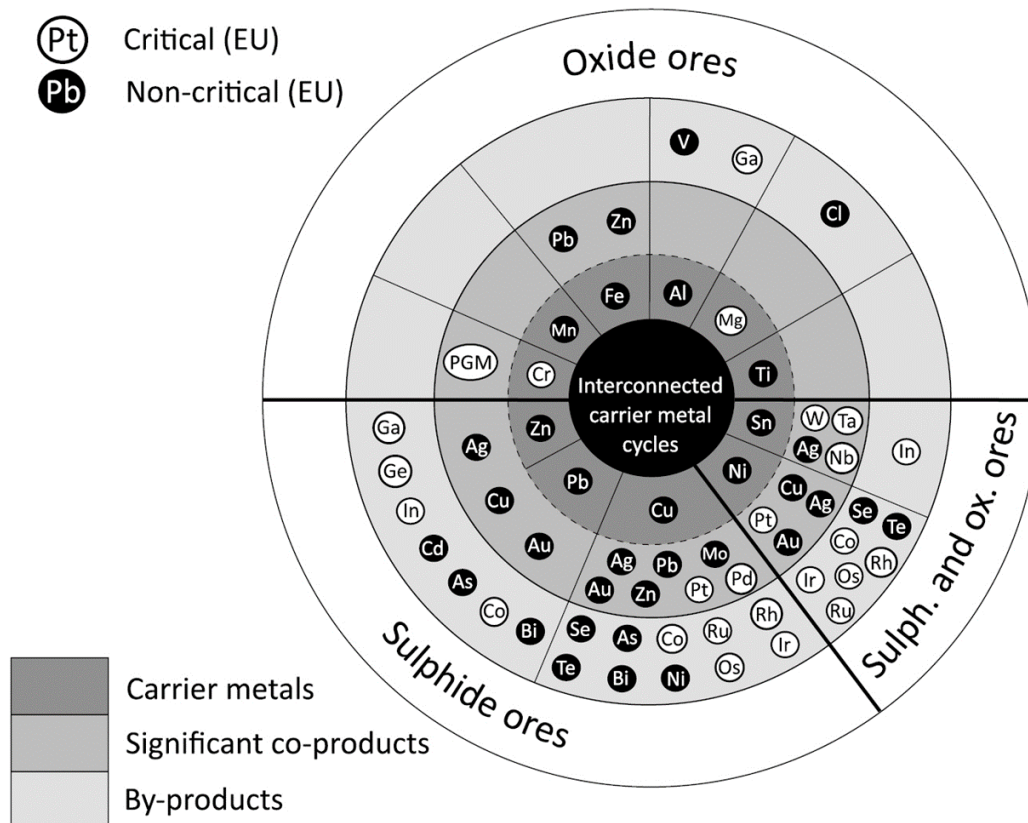 Pt Critical (EU)
Pb Non-critical (EU)
Oxide ores
V Ga
Cl
Pb Zn
Fe Al
Mn Mg
PGM Cr Ti
Interconnected
carrier metal
cycles
Zn Sn W Ta
Ag Nb In
Ga Ag
Ge Pb Ni
In Cu Cu Cu Ag Se Te
Pt Au Co Rh
Cd Au
As Ag Pb Mo Ir Os
Co Au Zn Pt Pd Ru
Bi Se As Co Ru Rh Ir
Te Bi Ni Os
Sulphide ores
Sulph. and ox. ores
Carrier metals
Significant co-products
By-products